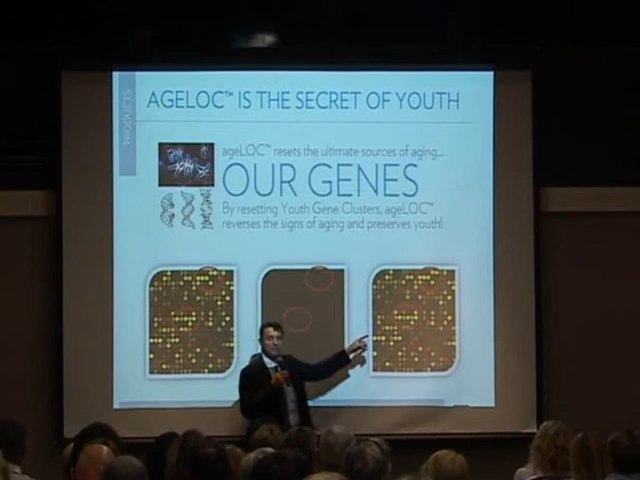 PRODUCTS
AGELOC™ IS THE SECRET OF YOUTH
ageLOC™ resets the ultimate sources of aging...
OUR GENES
By resetting Youth Gene Clusters, ageLOC™
reverses the signs of aging and preserves youth!